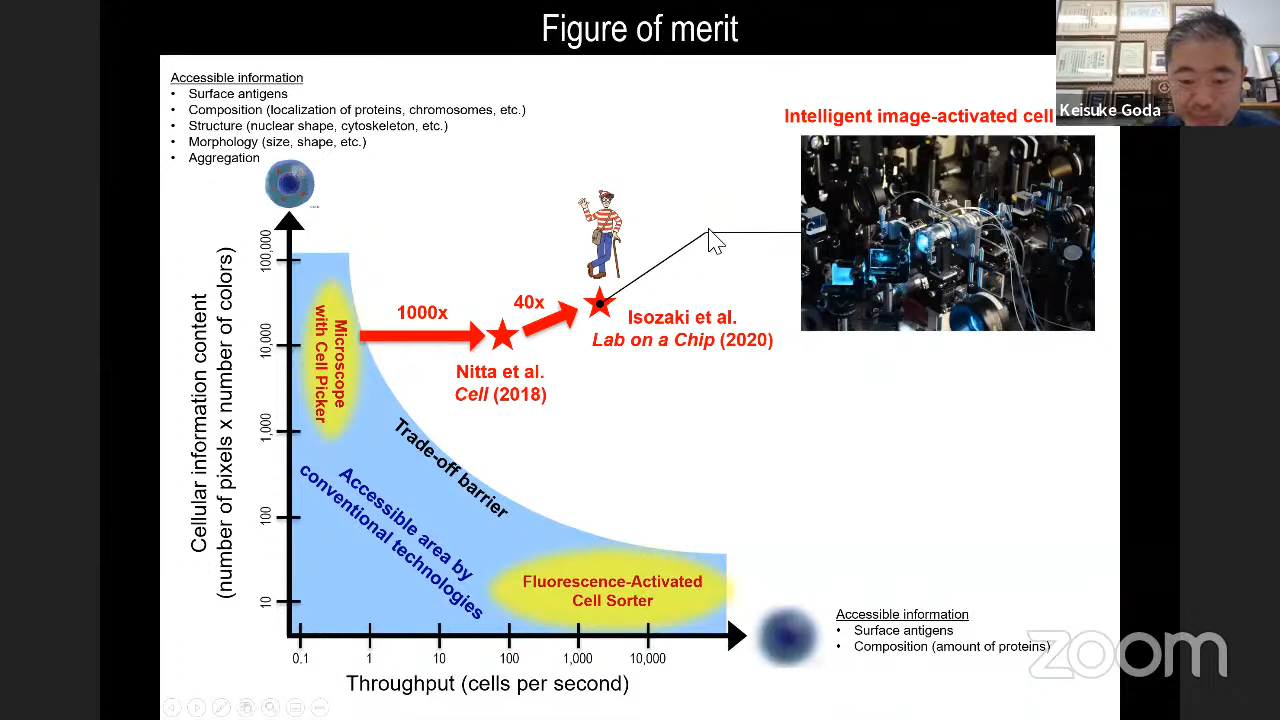 Figure of merit
Keisuke Goda
Accessible information
• Surface antigens
• Composition (localization of proteins, chromosomes, etc.)
• Structure (nuclear shape, cytoskeleton, etc.)
• Morphology (size, shape, etc.)
• Aggregation
Intelligent image-activated cell
Cellular information content
(number of pixels x number of colors)
100,000
10,000
1,000
100
10
Microscope
with Cell Picker
1000x
40x
Nitta et al.
Cell (2018)
Isozaki et al.
Lab on a Chip (2020)
Trade-off barrier
Accessible area by
conventional technologies
Fluorescence-Activated
Cell Sorter
0.1 1 10 100 1,000 10,000
Throughput (cells per second)
Accessible information
• Surface antigens
• Composition (amount of proteins)
zoom